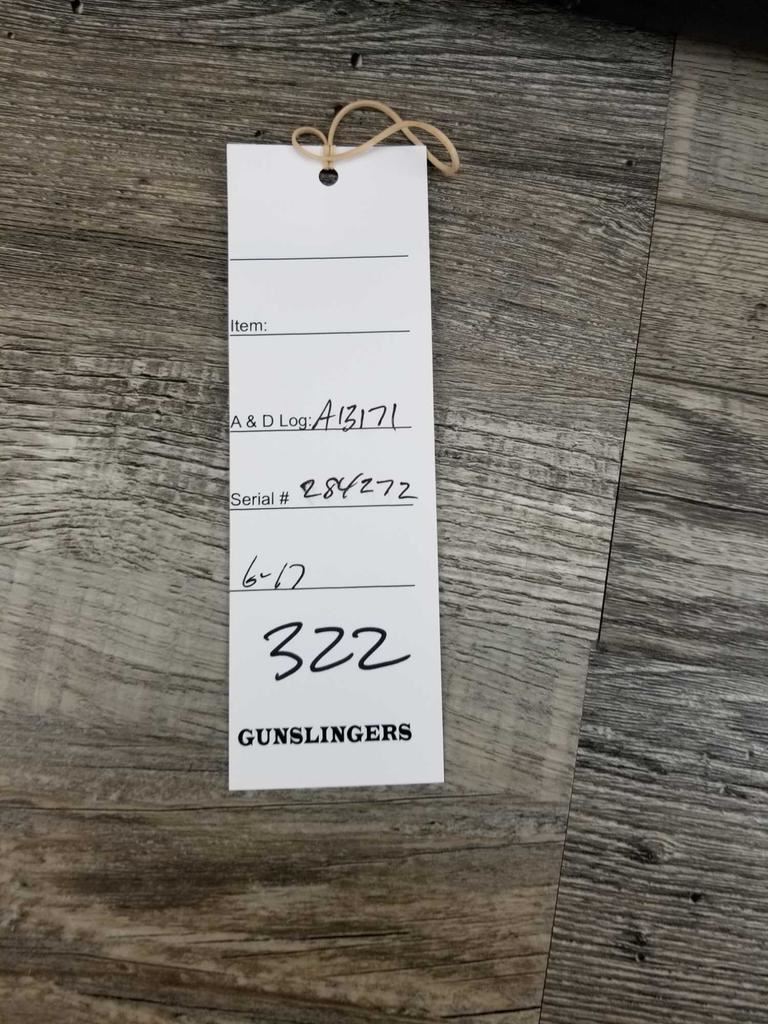 Item:
A & D Log: A13171
Serial # 284272
6-17
322
GUNSLINGERS